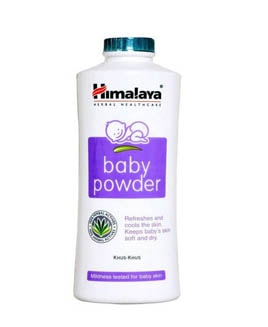 Himalaya
HERBAL HEALTHCARE
baby
powder
Refreshes and
cools the skin.
Keeps baby's skin
soft and dry.
KHUS-KHUS
Mildness tested for baby skin